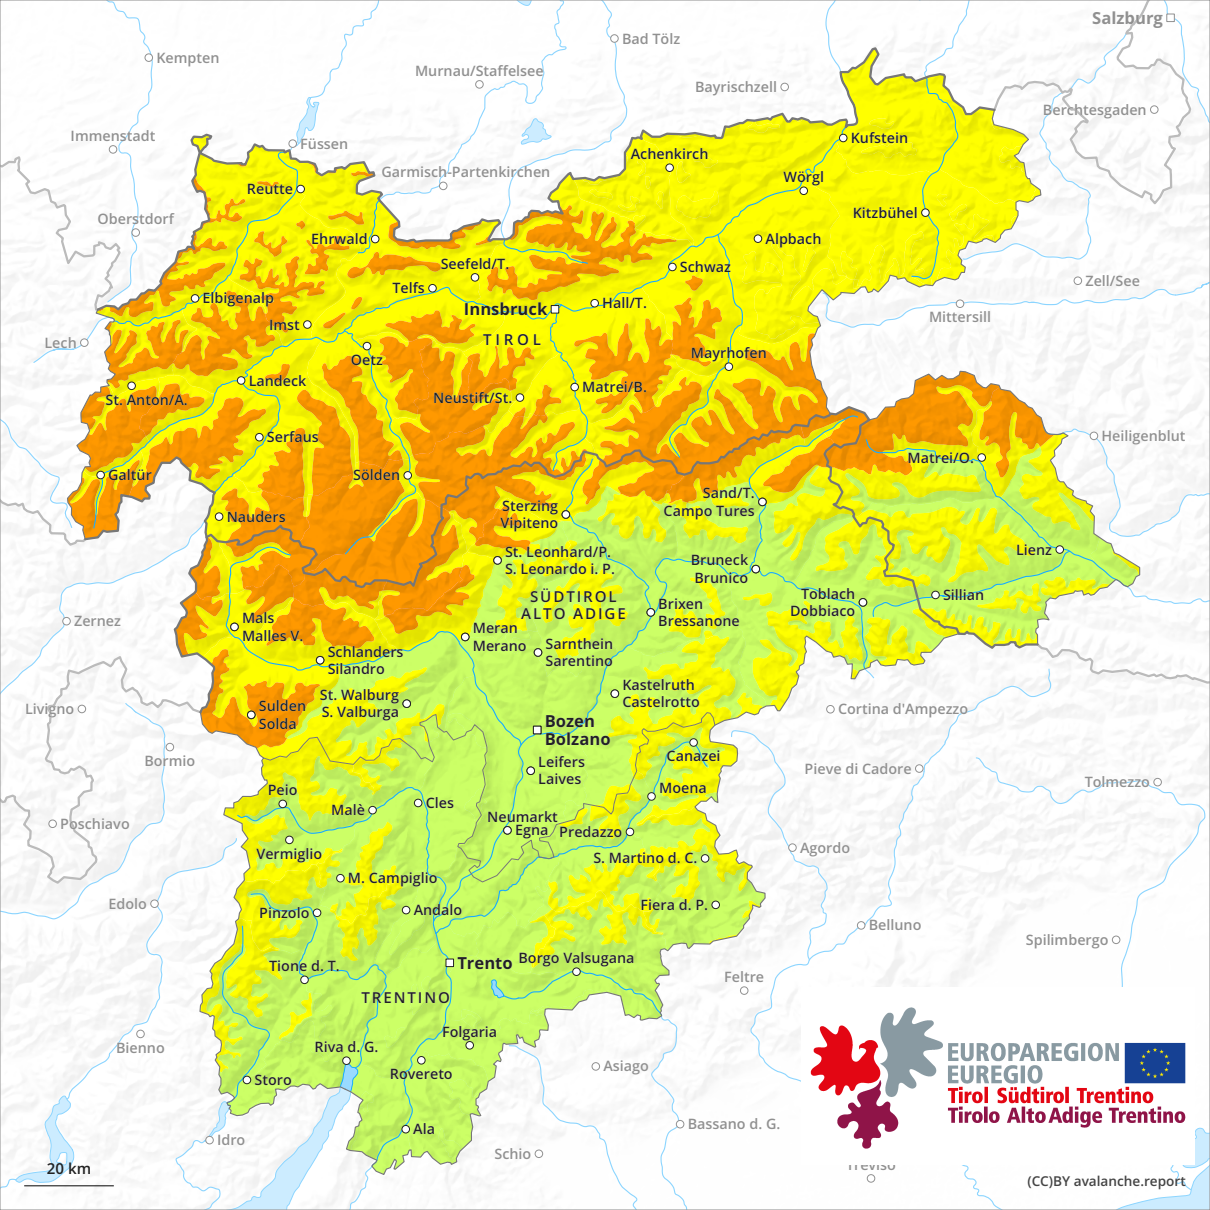 Salzburg
Bad Tölz
Kempten
Murnau/Staffelsee
Bayrischzell
Berchtesgaden
Immenstadt
Füssen
Kufstein
Achenkirch
Garmisch-Partenkirchen
Wörgl
Reutte
Oberstdorf
Kitzbühel
Ehrwald
Alpbach
Seefeld/T.
Schwaz
Zell/See
Telfs
Elbigenalp
Hall/T.
Innsbruck
Mittersill
Imst
TIROL
Lech
Mayrhofen
Oetz
Landeck
Matrei/B.
St. Anton/A.
Neustift/St.
Serfaus
Heiligenblut
Matrei/O.
Galtür
Sölden
Sand/T.
Campo Tures
Sterzing
Vipiteno
Nauders
St. Leonhard/P.
S. Leonardo i. P.
Lienz
Bruneck
Brunico
SÜDTIROL
ALTO ADIGE
Toblach
Dobbiaco
Sillian
Brixen
Bressanone
Zernez
Mals
Malles V.
Meran
Merano
Sarnthein
Sarentino
Schlanders
Silandro
Kastelruth
Castelrotto
St. Walburg
S. Valburga
Livigno
Sulden
Solda
Cortina d'Ampezzo
Bozen
Bolzano
Bormio
Canazei
Leifers
Laives
Pieve di Cadore
Tolmezzo
Peio
Moena
Malè
Cles
Neumarkt
Egna
Poschiavo
Predazzo
Vermiglio
S. Martino d. C.
Agordo
M. Campiglio
Edolo
Pinzolo
Andalo
Fiera d. P.
Belluno
Spilimbergo
Trento
Borgo Valsugana
Tione d. T.
Feltre
TRENTINO
Folgaria
Bienno
Riva d. G.
EUROPAREGION
EUREGIO
Asiago
Rovereto
Storo
Tirol Südtirol Trentino
Tirolo Alto Adige Trentino
Bassano d. G.
Ala
Idro
Schio
Treviso
20 km
(CC)BY avalanche.report